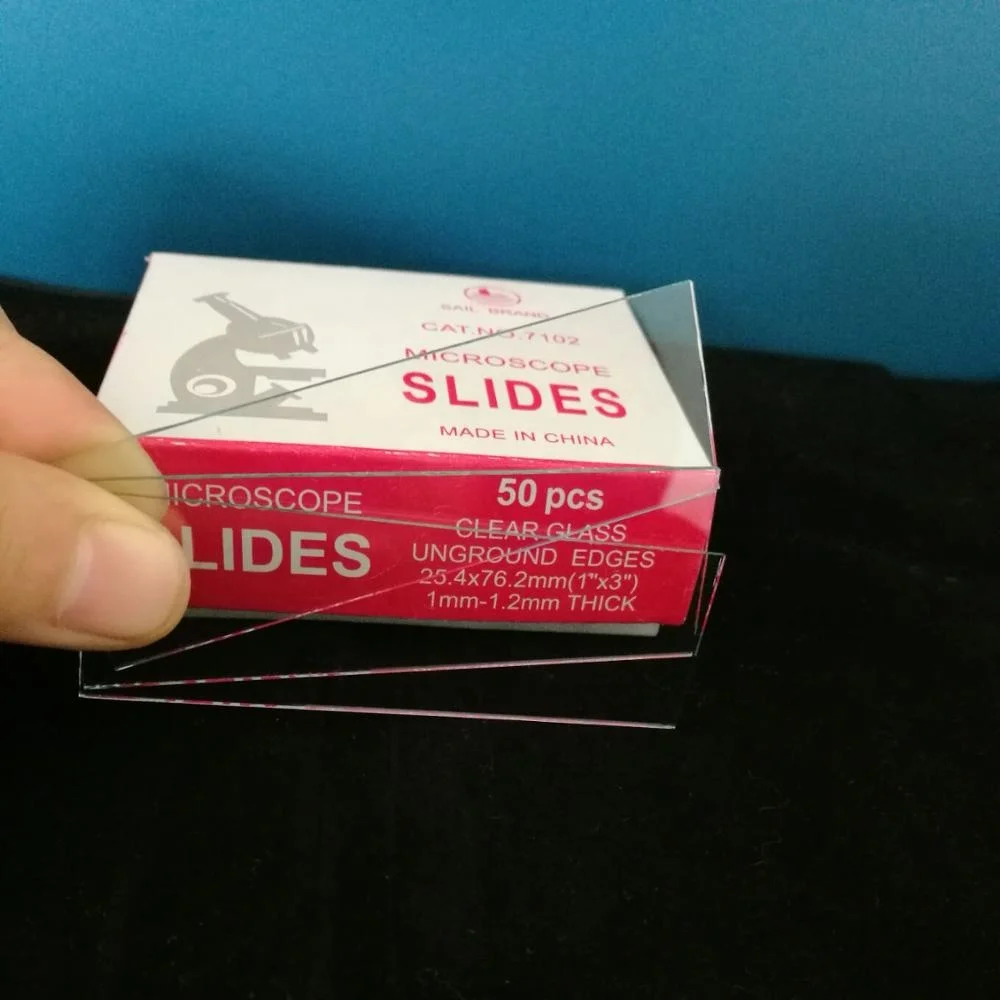 SAIL BRAND
CAT.NO.7102
MICROSCOPE
SLIDES
MADE IN CHINA
ICROSCOPE
LIDES
50 pcs
CLEAR GLASS
UNGROUND EDGES
25.4x76.2mm(1"x3")
1mm-1.2mm THICK